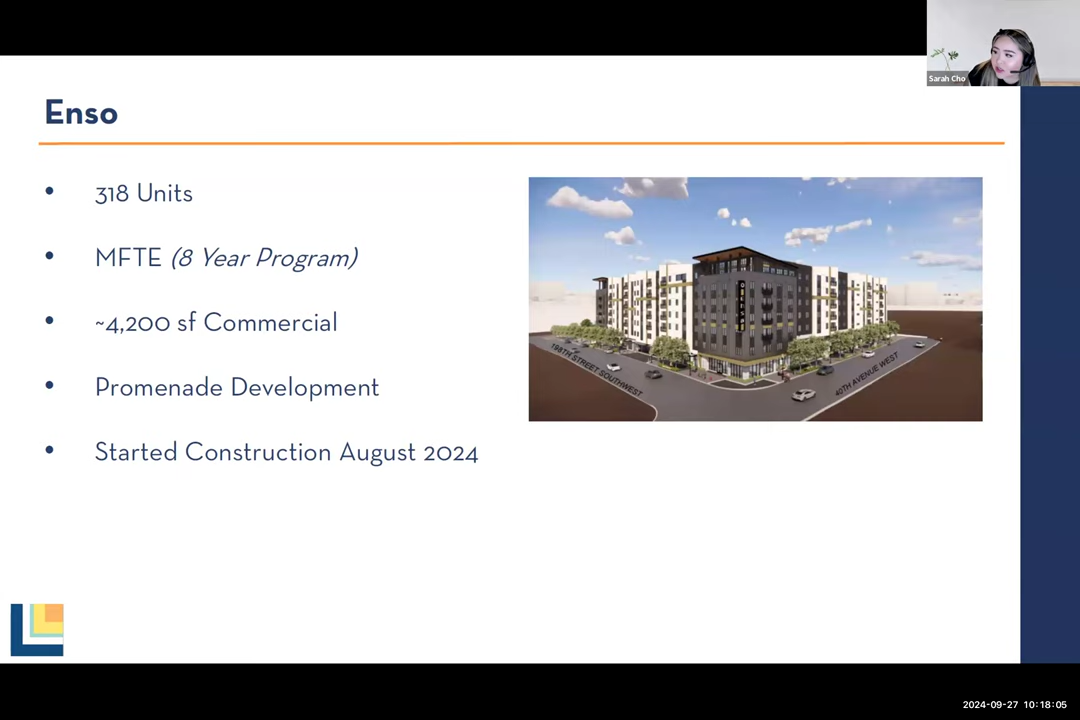 Sarah Cho
Enso
• 318 Units
• MFTE (8 Year Program)
• ~4,200 sf Commercial
• Promenade Development
• Started Construction August 2024
198TH STREET SOUTHWEST
40TH AVENUE WEST
2024-09-27 10:18:05